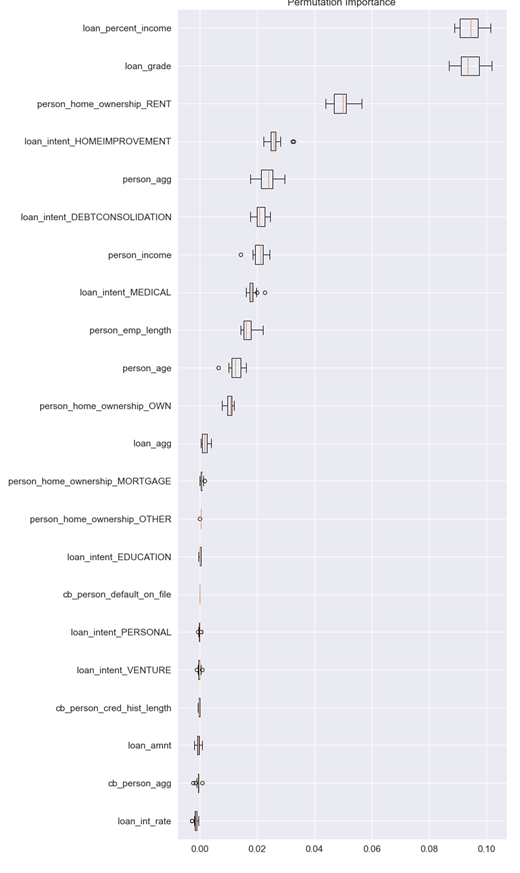 Permutation Importance
loan_percent_income
loan_grade
person_home_ownership_RENT
loan_intent_HOMEIMPROVEMENT
person_agg
loan_intent_DEBTCONSOLIDATION
person_income
loan_intent_MEDICAL
person_emp_length
person_age
person_home_ownership_OWN
loan_agg
person_home_ownership_MORTGAGE
person_home_ownership_OTHER
loan_intent_EDUCATION
cb_person_default_on_file
loan_intent_PERSONAL
loan_intent_VENTURE
cb_person_cred_hist_length
loan_amnt
cb_person_agg
loan_int_rate
0.00 0.02 0.04 0.06 0.08 0.10